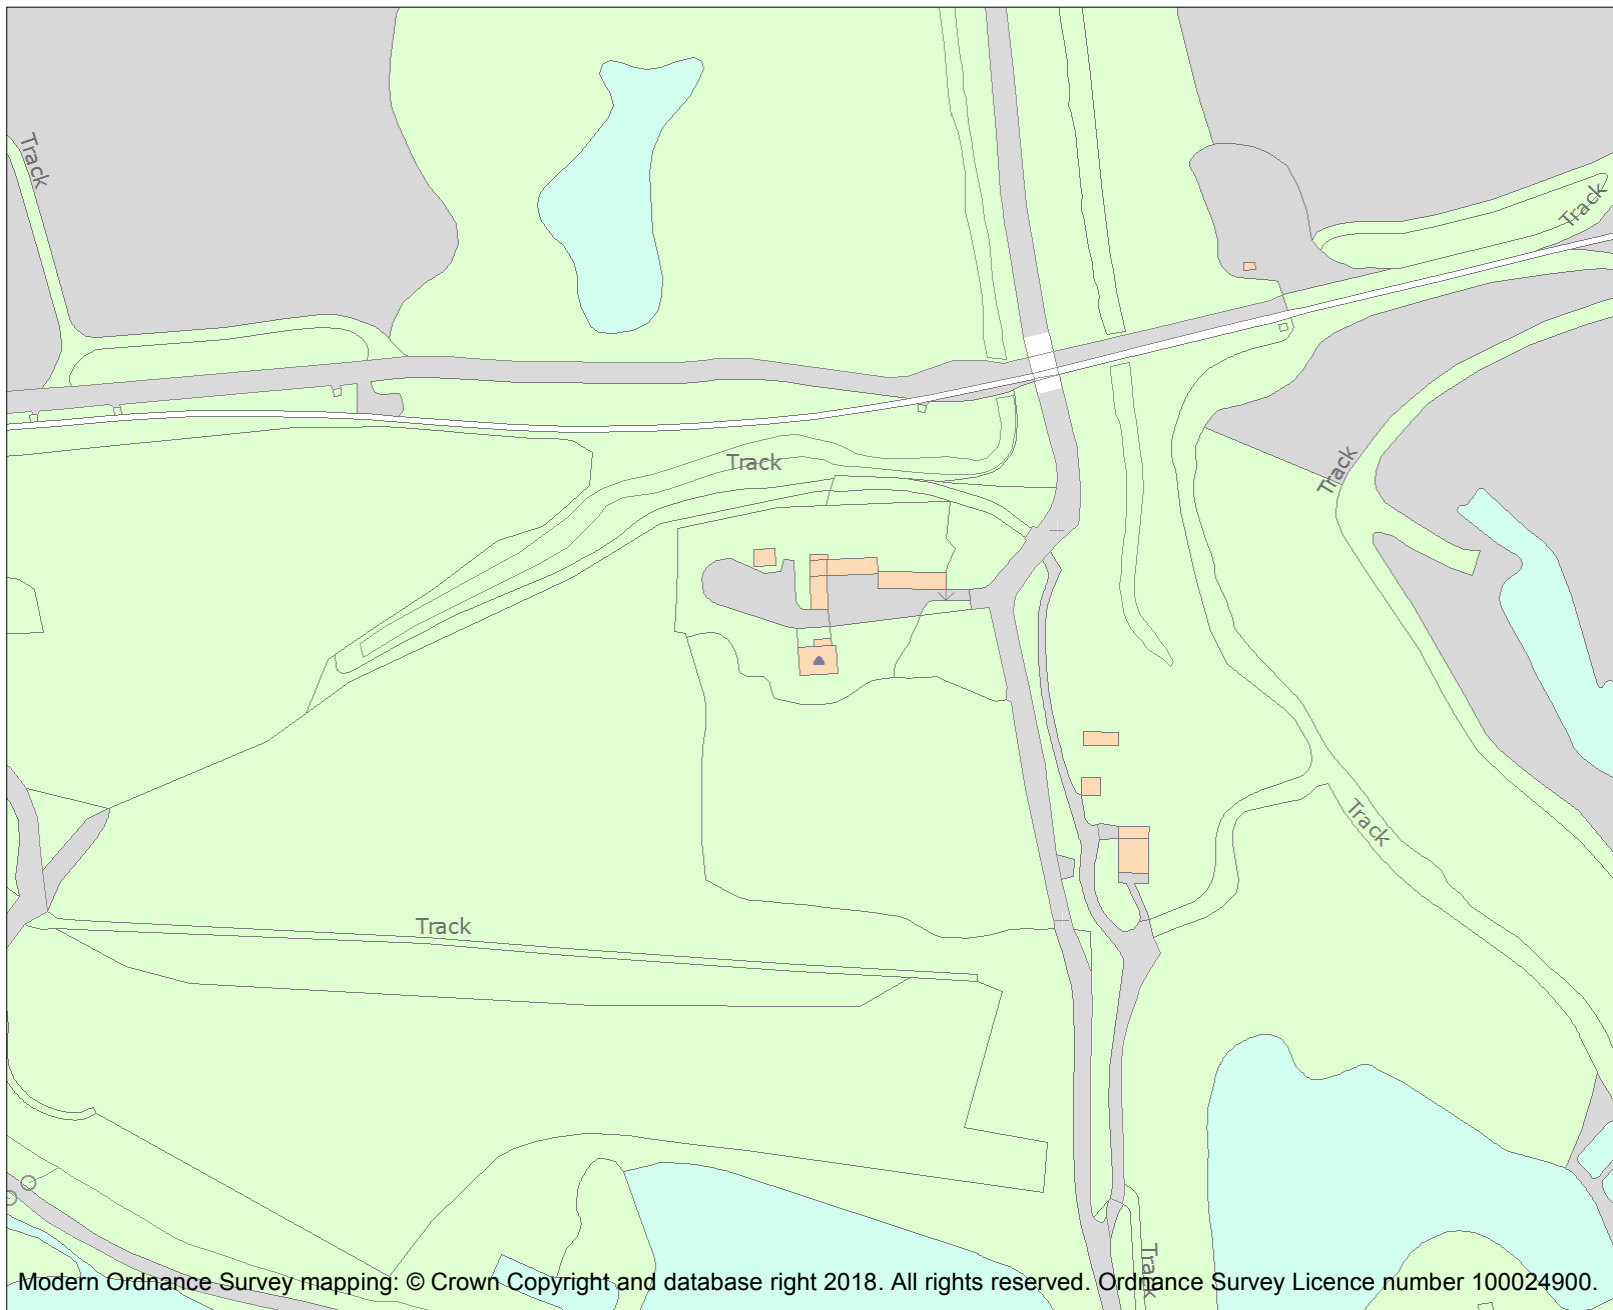 Track
Track
Track
Track
Track
Track
Track
Modern Ordnance Survey mapping: © Crown Copyright and database right 2018. All rights reserved. Ordnance Survey Licence number 100024900.